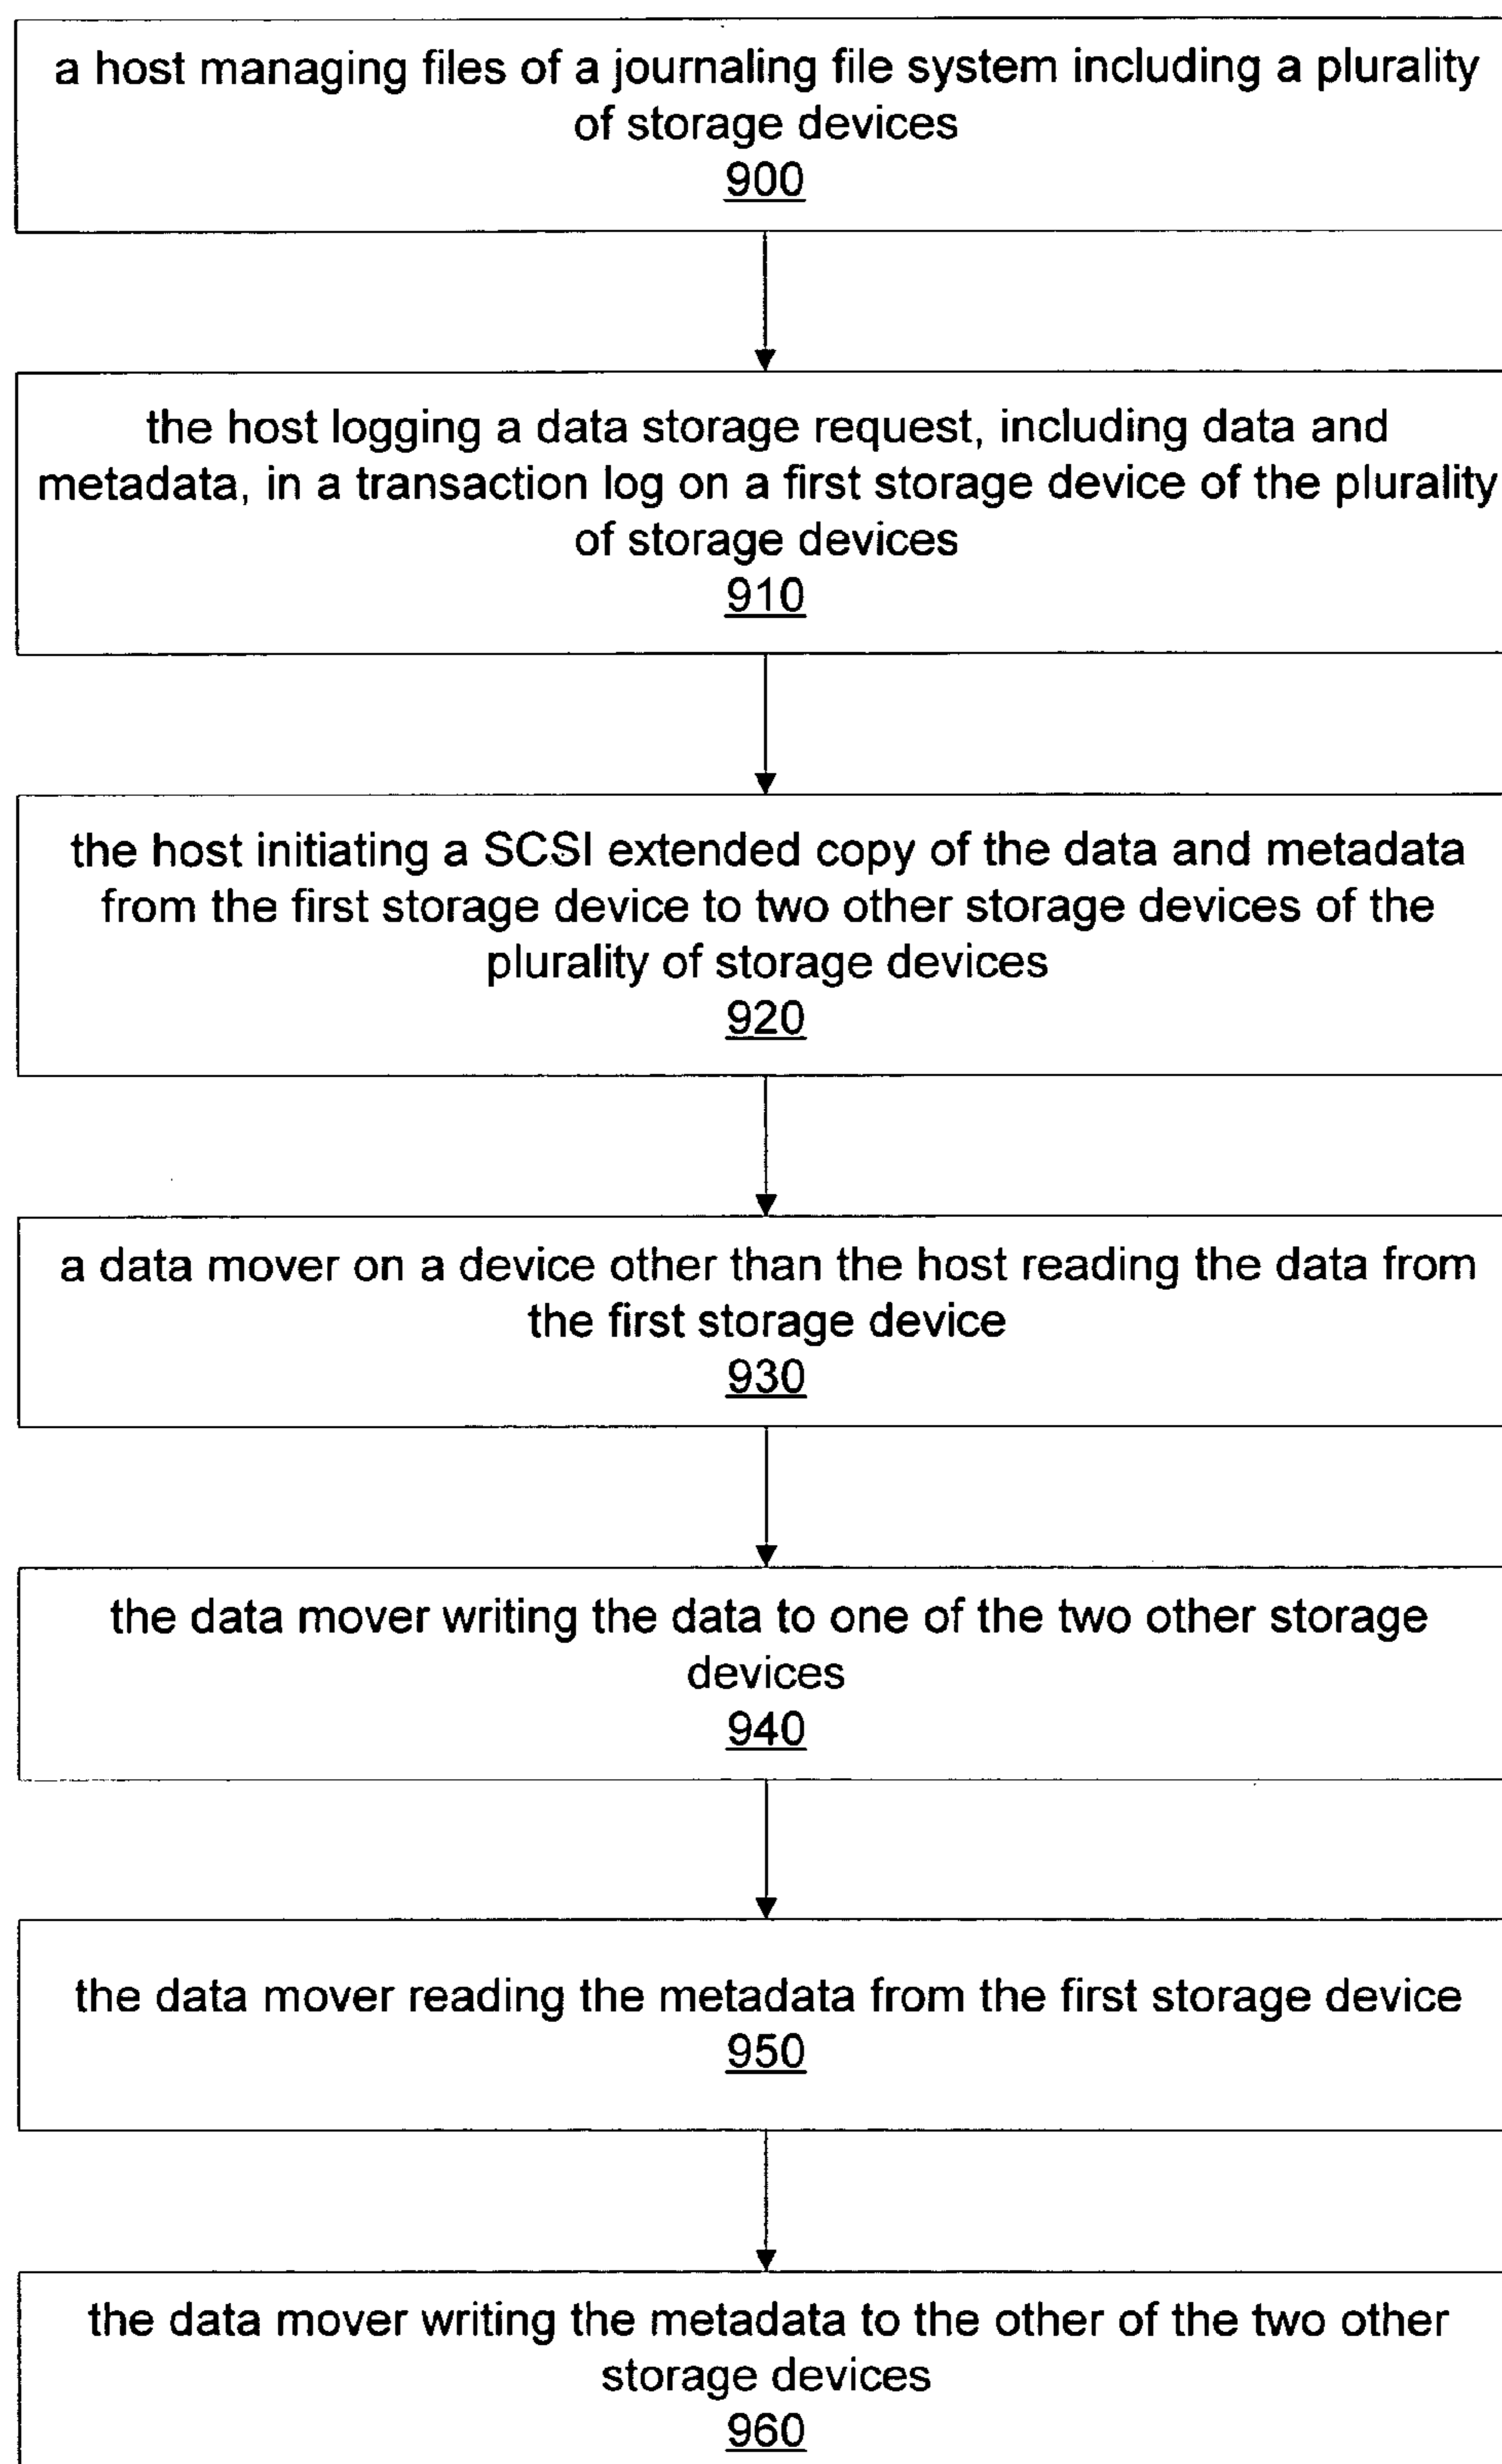 a host managing files of a journaling file system including a plurality
of storage devices
900
the host logging a data storage request, including data and
metadata, in a transaction log on a first storage device of the plurality
of storage devices
910
the host initiating a SCSI extended copy of the data and metadata
from the first storage device to two other storage devices of the
plurality of storage devices
920
a data mover on a device other than the host reading the data from
the first storage device
930
the data mover writing the data to one of the two other storage
devices
940
the data mover reading the metadata from the first storage device
950
the data mover writing the metadata to the other of the two other
storage devices
960